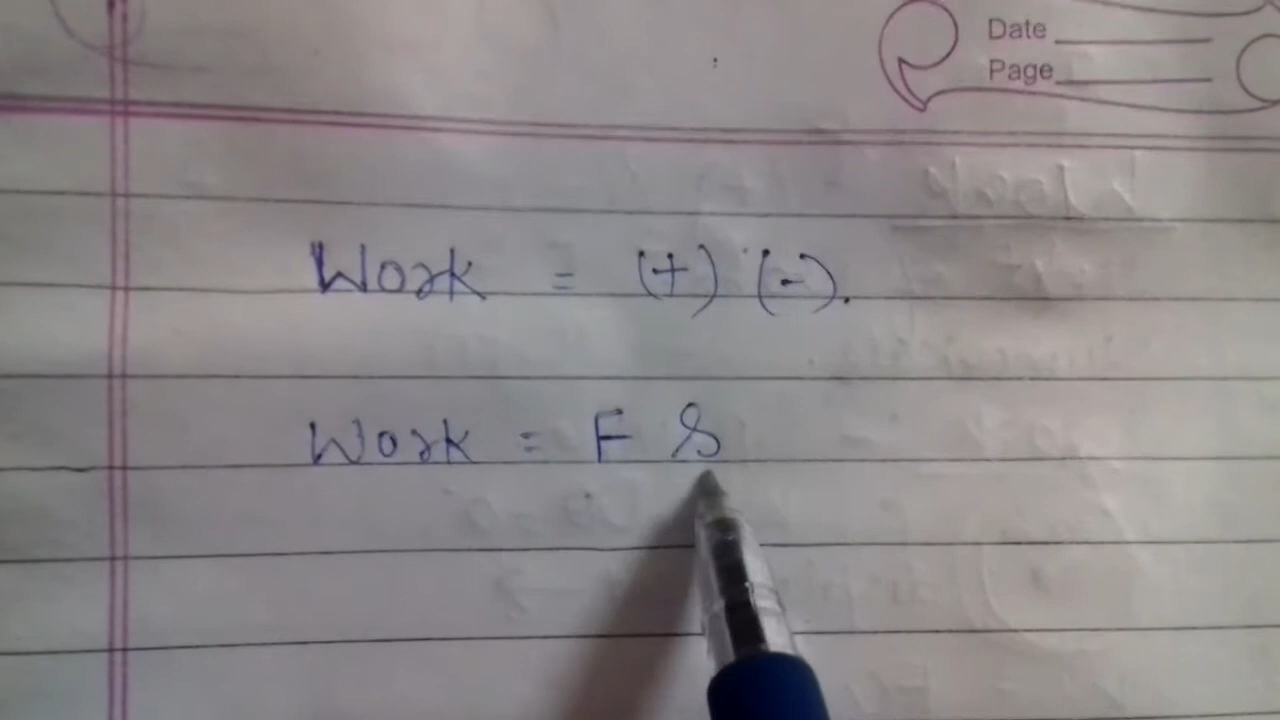 Date
Page
Work = (+) (-).
Work = F S